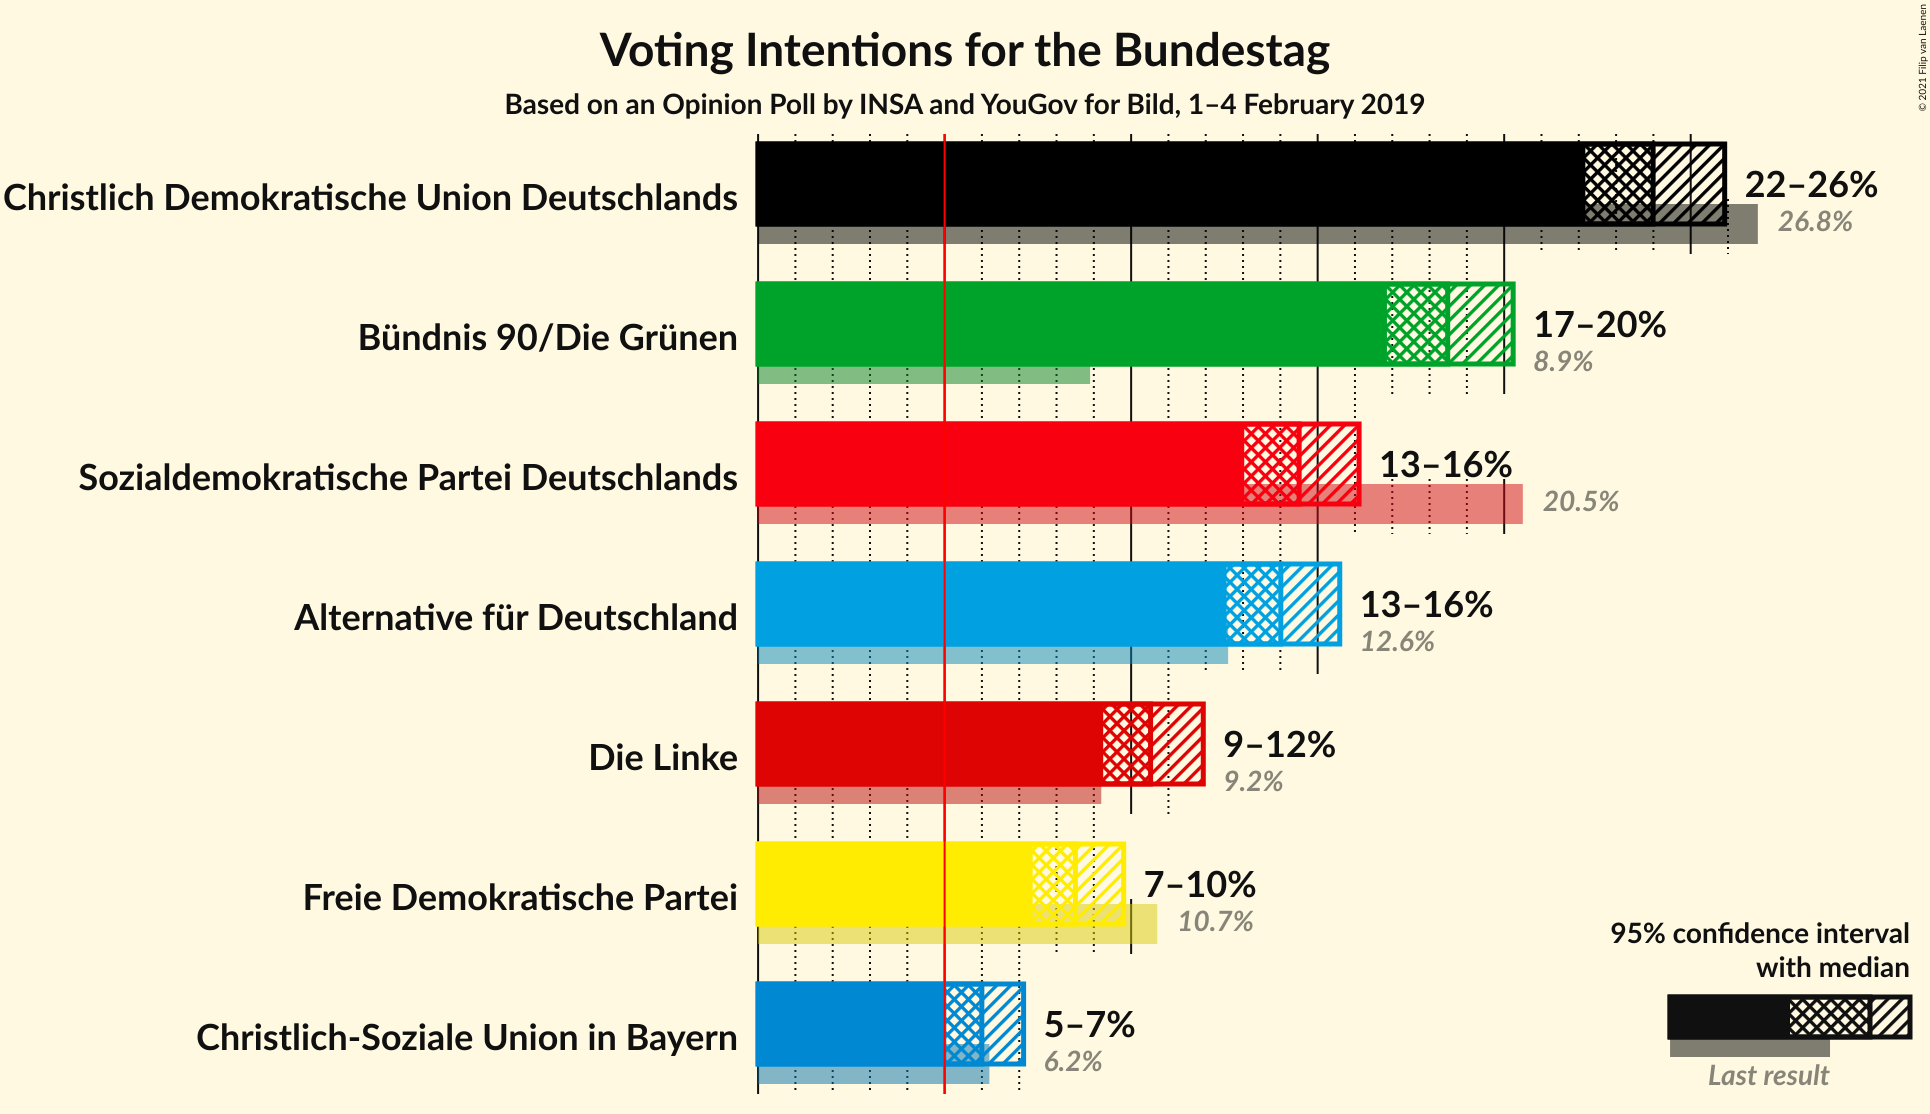 Voting Intentions for the Bundestag
Based on an Opinion Poll by INSA and YouGov for Bild, 1–4 February 2019
© 2021 Filip van Laenen
Christlich Demokratische Union Deutschlands
22–26%
26.8%
Bündnis 90/Die Grünen
17–20%
8.9%
Sozialdemokratische Partei Deutschlands
13–16%
20.5%
Alternative für Deutschland
13–16%
12.6%
Die Linke
9–12%
9.2%
Freie Demokratische Partei
7–10%
10.7%
Christlich-Soziale Union in Bayern
5–7%
6.2%
95% confidence interval
with median
Last result